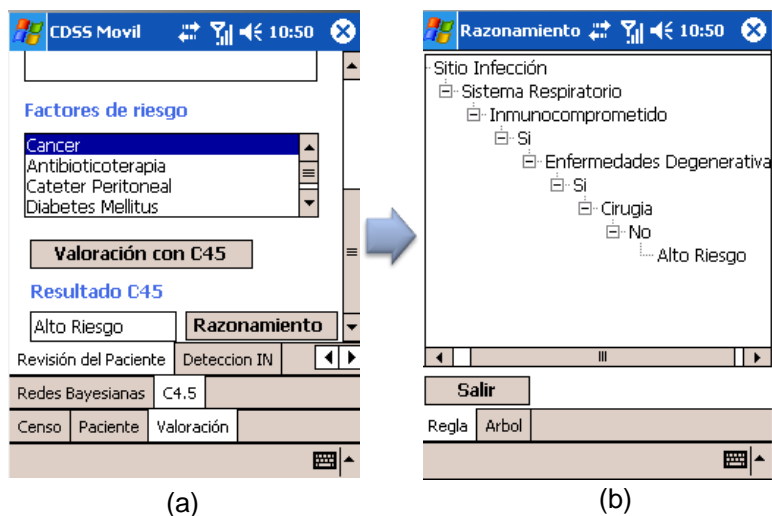 CDSS Movil 10:50
Factores de riesgo
Cancer
Antibioticoterapia
Cateter Peritoneal
Diabetes Mellitus
Valoración con C45
Resultado C45
Alto Riesgo Razonamiento
Revisión del Paciente Deteccion IN
Redes Bayesianas C4.5
Censo Paciente Valoración
(a)
Razonamiento 10:50
Sitio Infección
Sistema Respiratorio
Inmunocomprometido
Si
Enfermedades Degenerativa
Si
Cirugia
No
Alto Riesgo
Salir
Regla Arbol
(b)